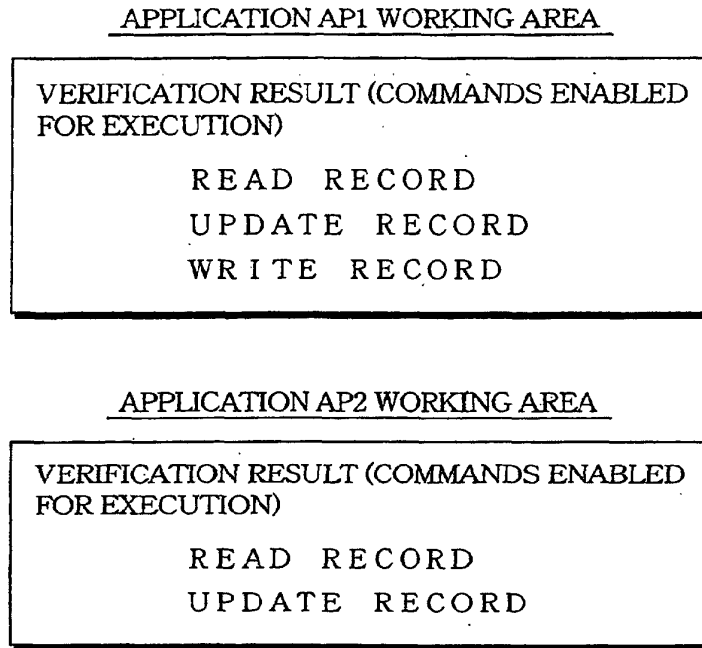 APPLICATION AP1 WORKING AREA
VERIFICATION RESULT (COMMANDS ENABLED
FOR EXECUTION)
READ RECORD
UPDATE RECORD
WRITE RECORD
APPLICATION AP2 WORKING AREA
VERIFICATION RESULT (COMMANDS ENABLED
FOR EXECUTION)
READ RECORD
UPDATE RECORD